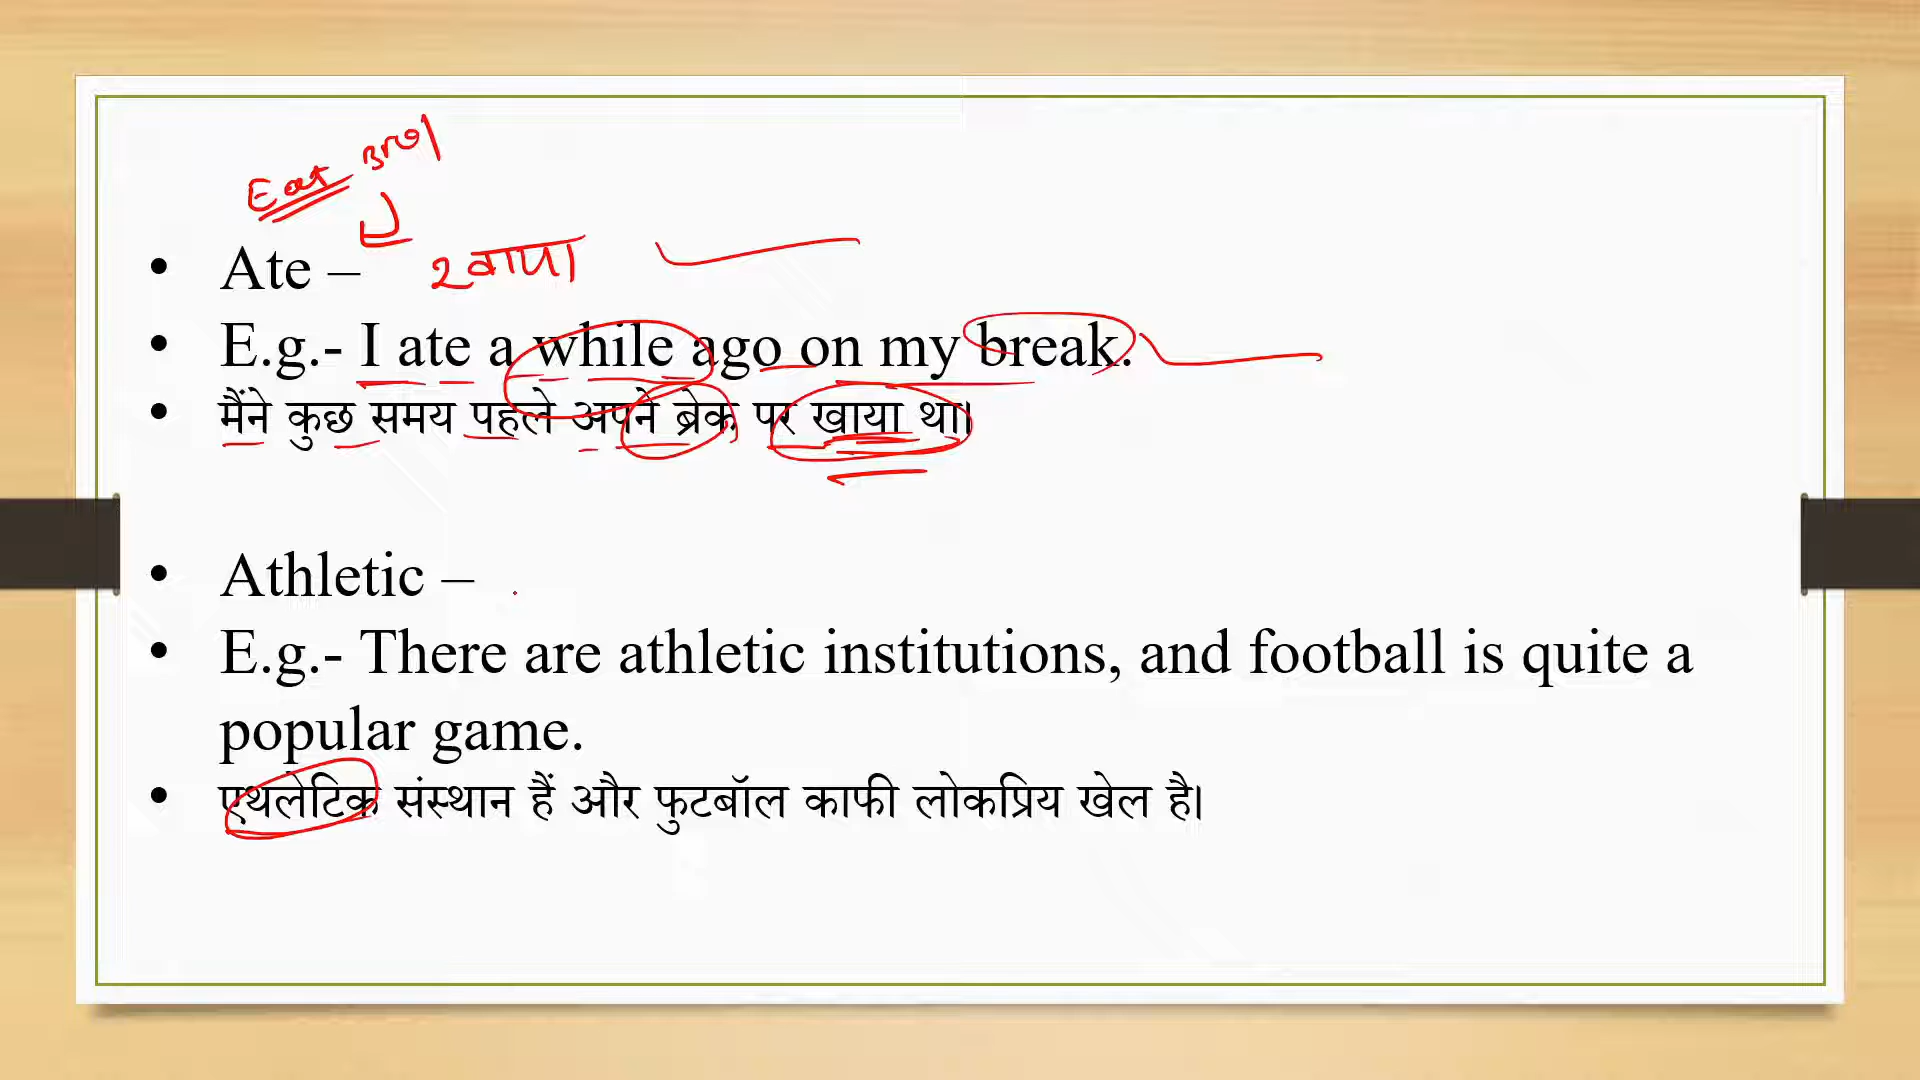 Eat
• Ate – खाया
• E.g.- I ate a while ago on my break.
• मैंने कुछ समय पहले अपने ब्रेक पर खाया था।
• Athletic –
• E.g.- There are athletic institutions, and football is quite a
popular game.
• एथलेटिक संस्थान हैं और फुटबॉल काफी लोकप्रिय खेल है।